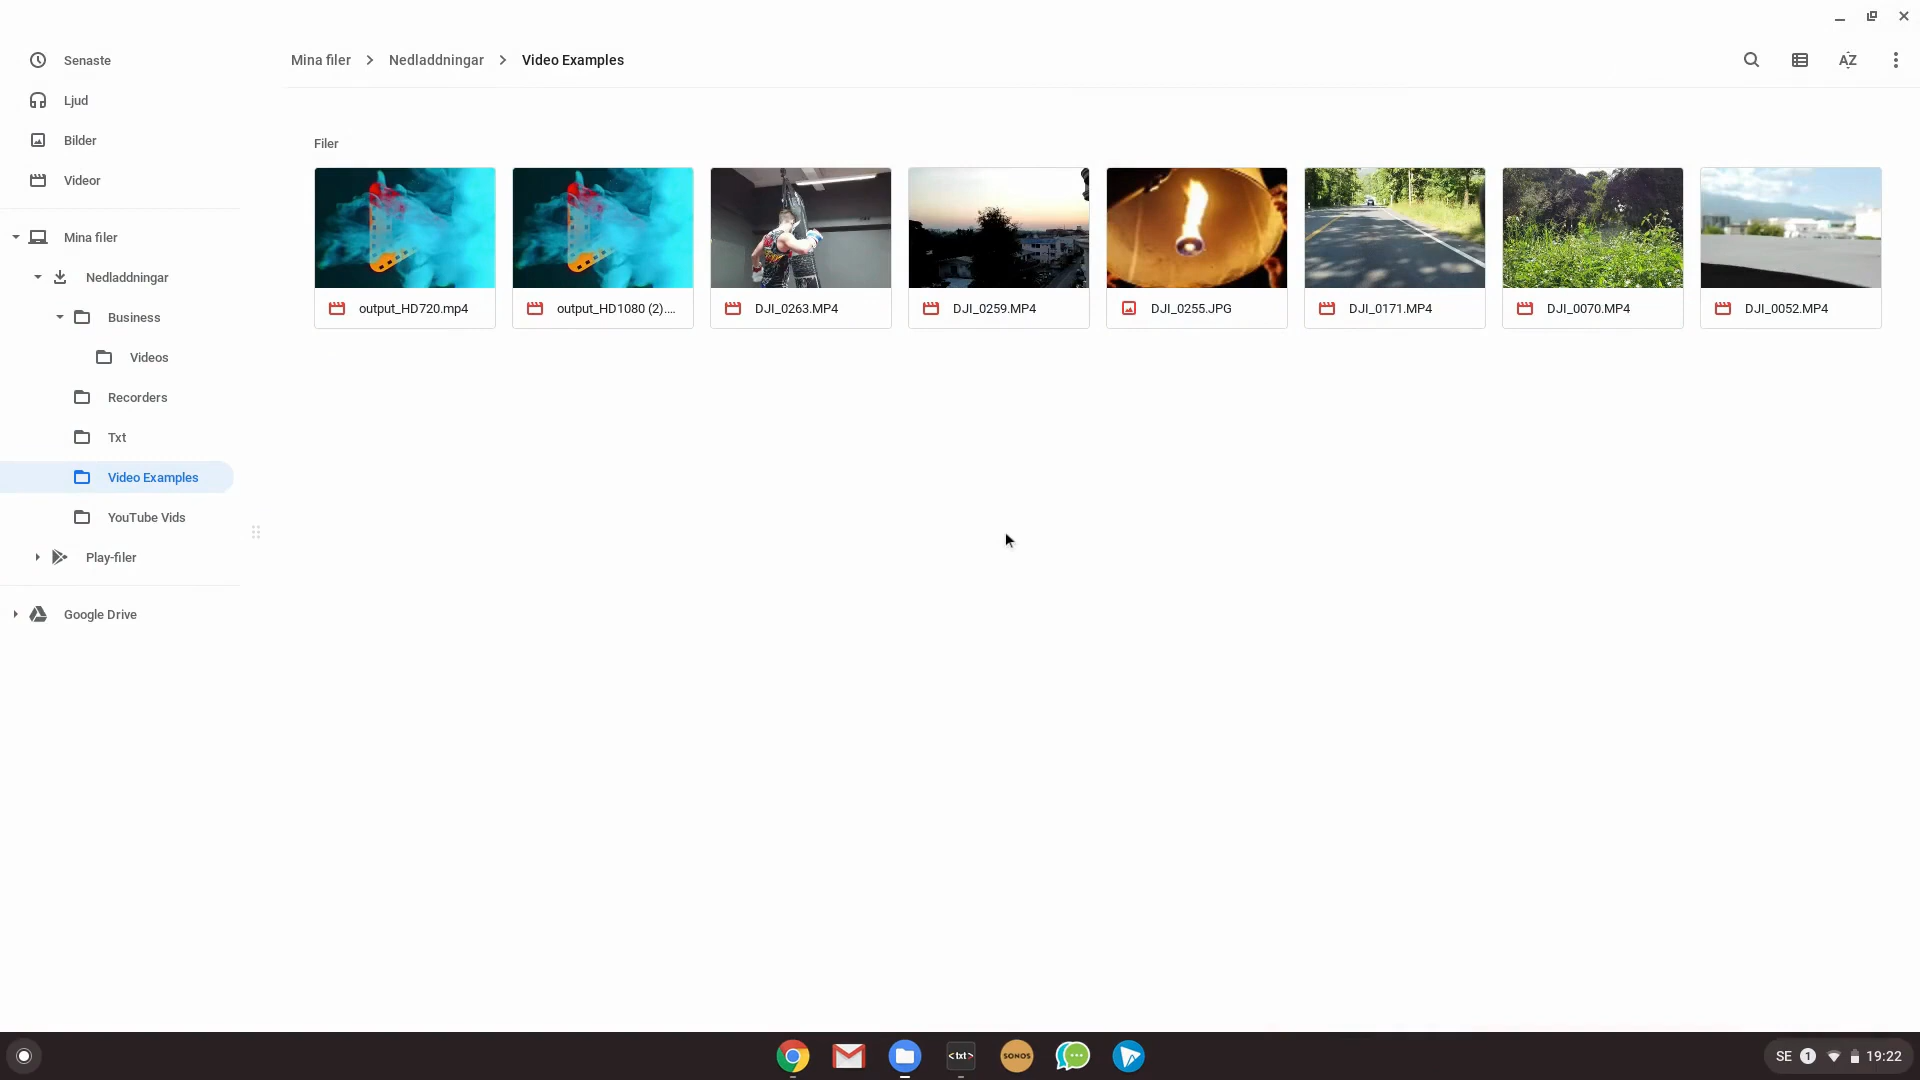 Senaste
Ljud
Bilder
Videor
Mina filer
Nedladdningar
Business
Videos
Recorders
Txt
Video Examples
YouTube Vids
Play-filer
Google Drive
Mina filer Nedladdningar Video Examples
AZ
Filer
output_HD720.mp4
output_HD1080 (2)....
DJI_0263.MP4
DJI_0259.MP4
DJI_0255.JPG
DJI_0171.MP4
DJI_0070.MP4
DJI_0052.MP4
<txt>
SONOS
SE 1 19:22